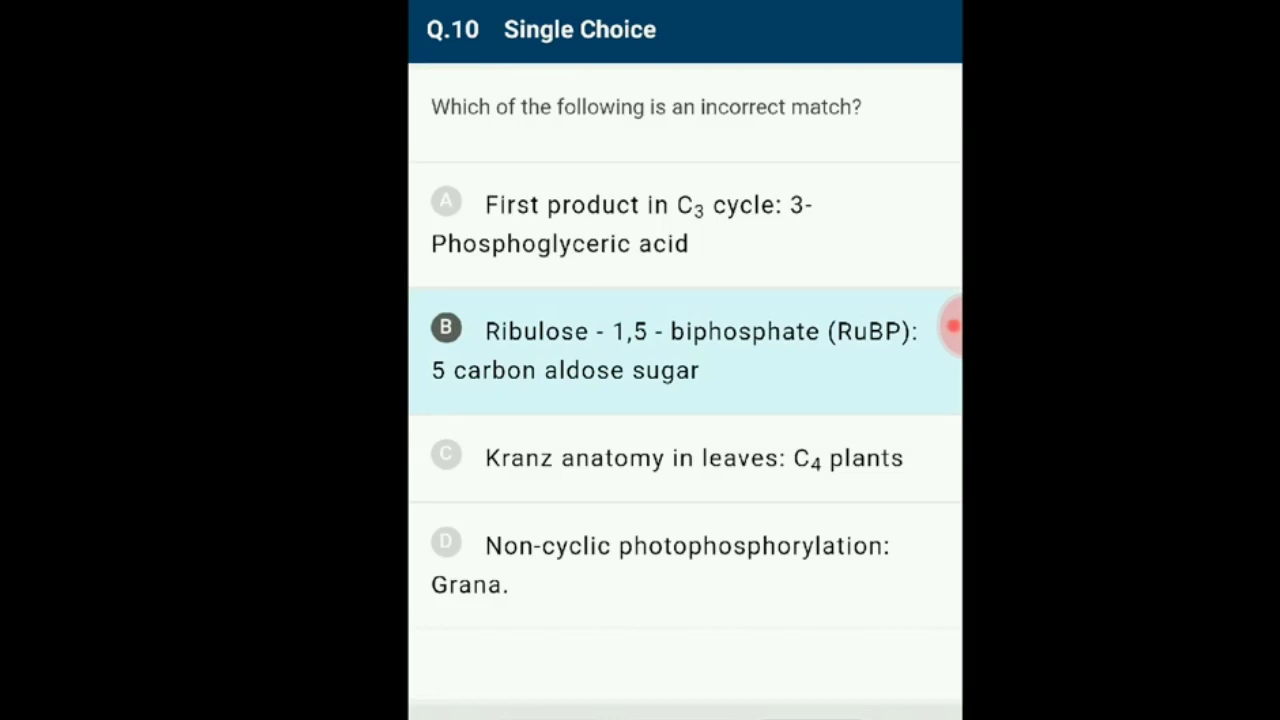 Q.10 Single Choice
Which of the following is an incorrect match?
A First product in C₃ cycle: 3-
Phosphoglyceric acid
B Ribulose - 1,5 - biphosphate (RuBP):
5 carbon aldose sugar
C Kranz anatomy in leaves: C₄ plants
D Non-cyclic photophosphorylation:
Grana.